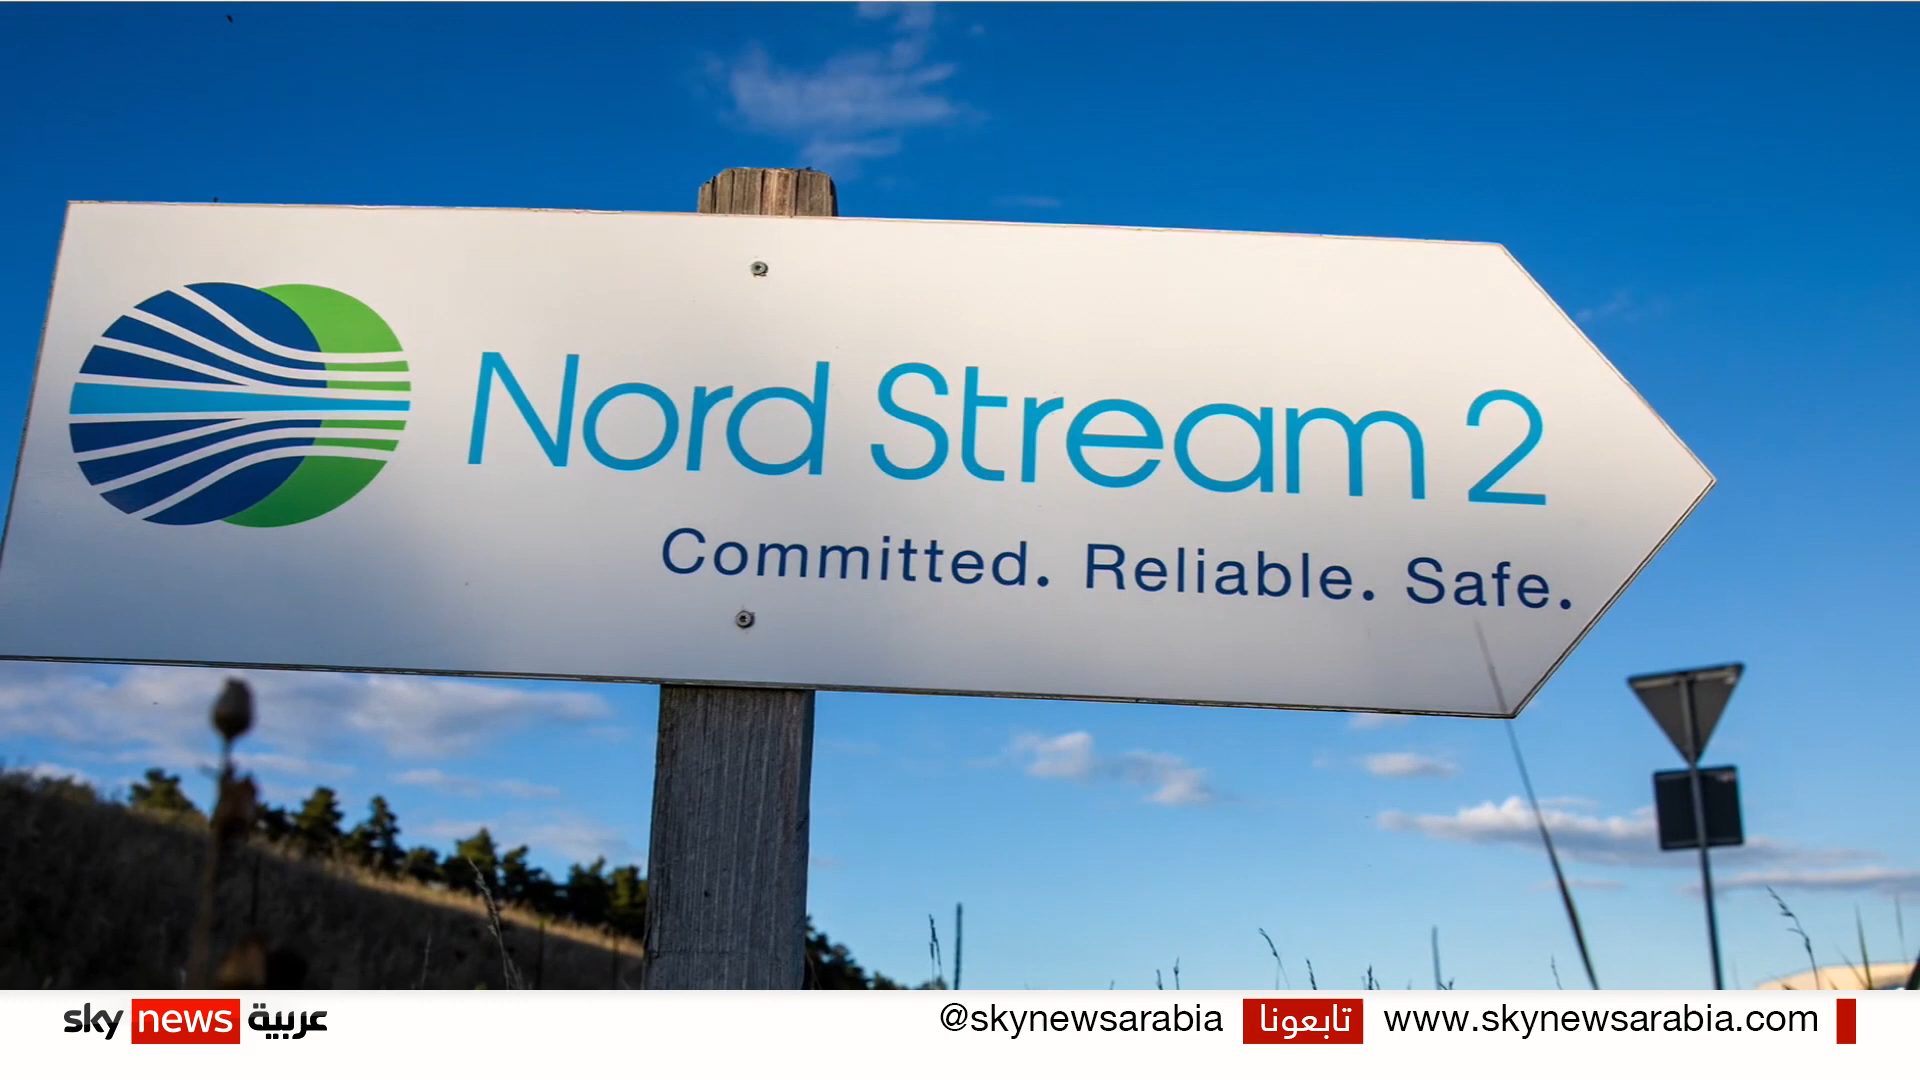 Nord Stream 2
Committed. Reliable. Safe.
sky news عربية
@skynewsarabia تابعونا www.skynewsarabia.com